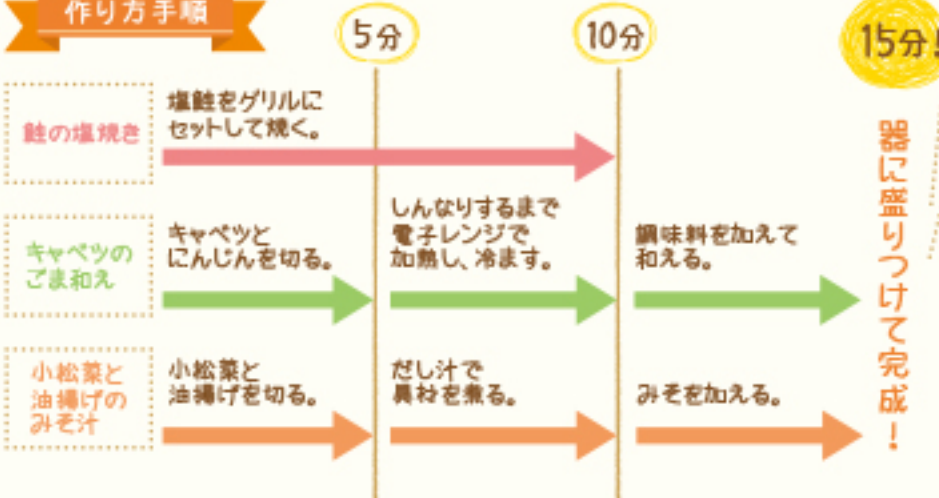 作り方手順
5分
10分
15分!
鮭の塩焼き
塩鮭をグリルに
セットして焼く。
キャベツの
ごま和え
キャベツと
にんじんを切る。
しんなりするまで
電子レンジで
加熱し、冷ます。
調味料を加えて
和える。
小松菜と
油揚げの
みそ汁
小松菜と
油揚げを切る。
だし汁で
具材を煮る。
みそを加える。
器に盛りつけて完成!